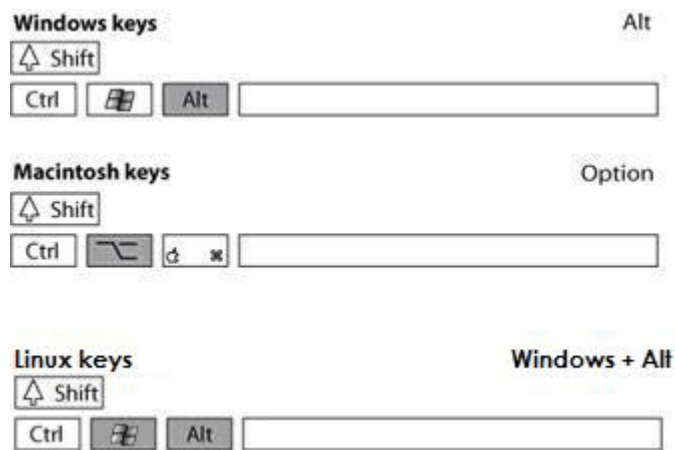 Windows keys Alt
Shift
Ctrl Alt
Macintosh keys Option
Shift
Ctrl ⌥ ⌘
Linux keys Windows + Alt
Shift
Ctrl Alt